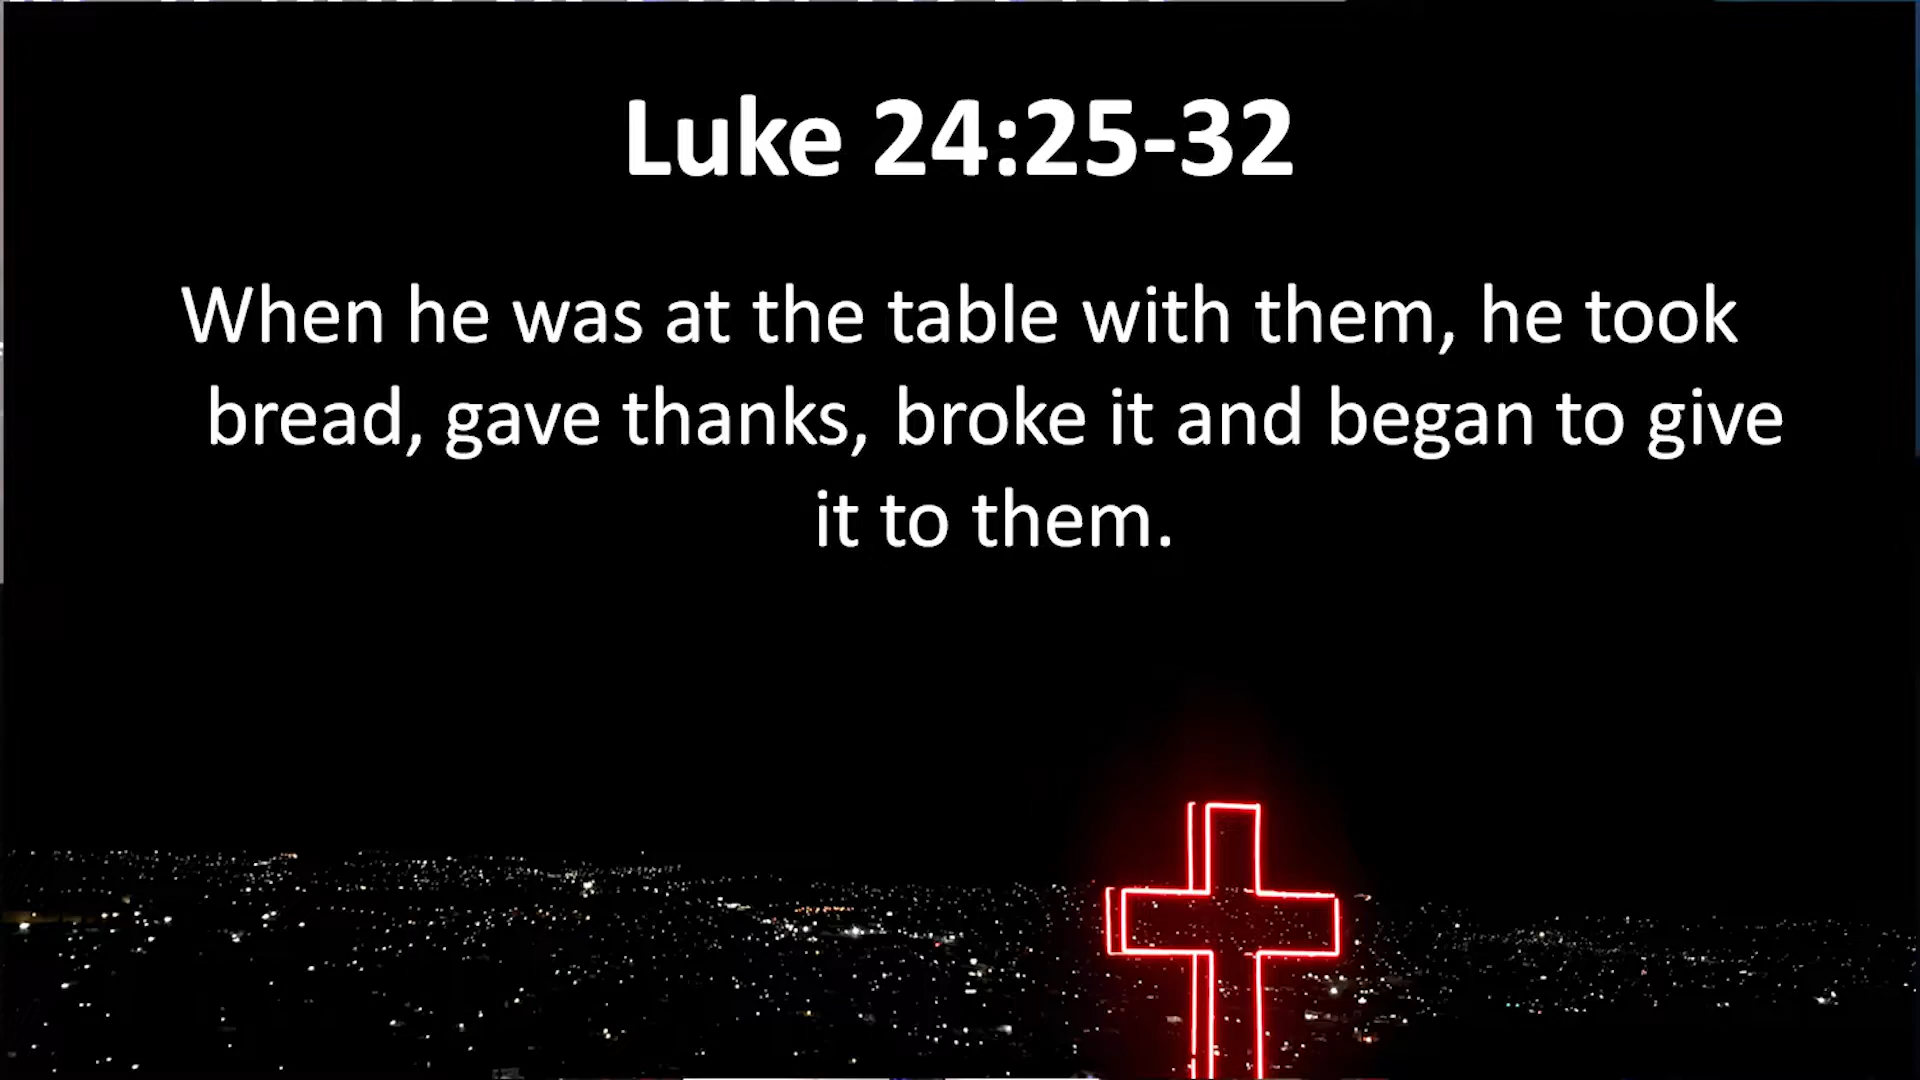 Luke 24:25-32
When he was at the table with them, he took
bread, gave thanks, broke it and began to give
it to them.